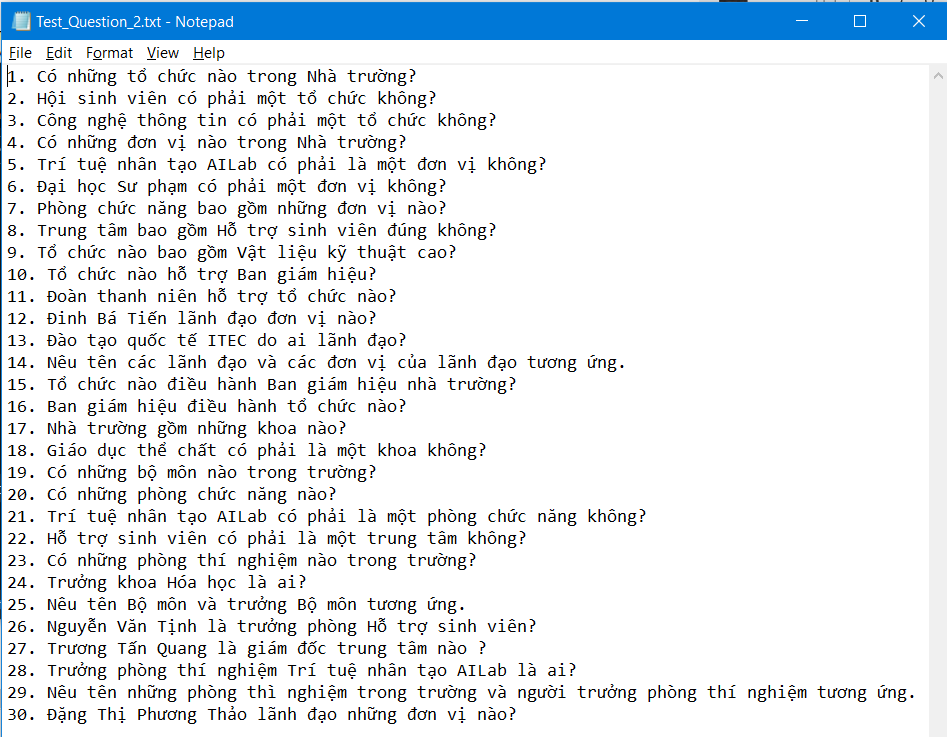 Test_Question_2.txt - Notepad
File Edit Format View Help
1. Có những tổ chức nào trong Nhà trường?
2. Hội sinh viên có phải một tổ chức không?
3. Công nghệ thông tin có phải một tổ chức không?
4. Có những đơn vị nào trong Nhà trường?
5. Trí tuệ nhân tạo AILab có phải là một đơn vị không?
6. Đại học Sư phạm có phải một đơn vị không?
7. Phòng chức năng bao gồm những đơn vị nào?
8. Trung tâm bao gồm Hỗ trợ sinh viên đúng không?
9. Tổ chức nào bao gồm Vật liệu kỹ thuật cao?
10. Tổ chức nào hỗ trợ Ban giám hiệu?
11. Đoàn thanh niên hỗ trợ tổ chức nào?
12. Đinh Bá Tiến lãnh đạo đơn vị nào?
13. Đào tạo quốc tế ITEC do ai lãnh đạo?
14. Nêu tên các lãnh đạo và các đơn vị của lãnh đạo tương ứng.
15. Tổ chức nào điều hành Ban giám hiệu nhà trường?
16. Ban giám hiệu điều hành tổ chức nào?
17. Nhà trường gồm những khoa nào?
18. Giáo dục thể chất có phải là một khoa không?
19. Có những bộ môn nào trong trường?
20. Có những phòng chức năng nào?
21. Trí tuệ nhân tạo AILab có phải là một phòng chức năng không?
22. Hỗ trợ sinh viên có phải là một trung tâm không?
23. Có những phòng thí nghiệm nào trong trường?
24. Trưởng khoa Hóa học là ai?
25. Nêu tên Bộ môn và trưởng Bộ môn tương ứng.
26. Nguyễn Văn Tịnh là trưởng phòng Hỗ trợ sinh viên?
27. Trương Tấn Quang là giám đốc trung tâm nào ?
28. Trưởng phòng thí nghiệm Trí tuệ nhân tạo AILab là ai?
29. Nêu tên những phòng thì nghiệm trong trường và người trưởng phòng thí nghiệm tương ứng.
30. Đặng Thị Phương Thảo lãnh đạo những đơn vị nào?